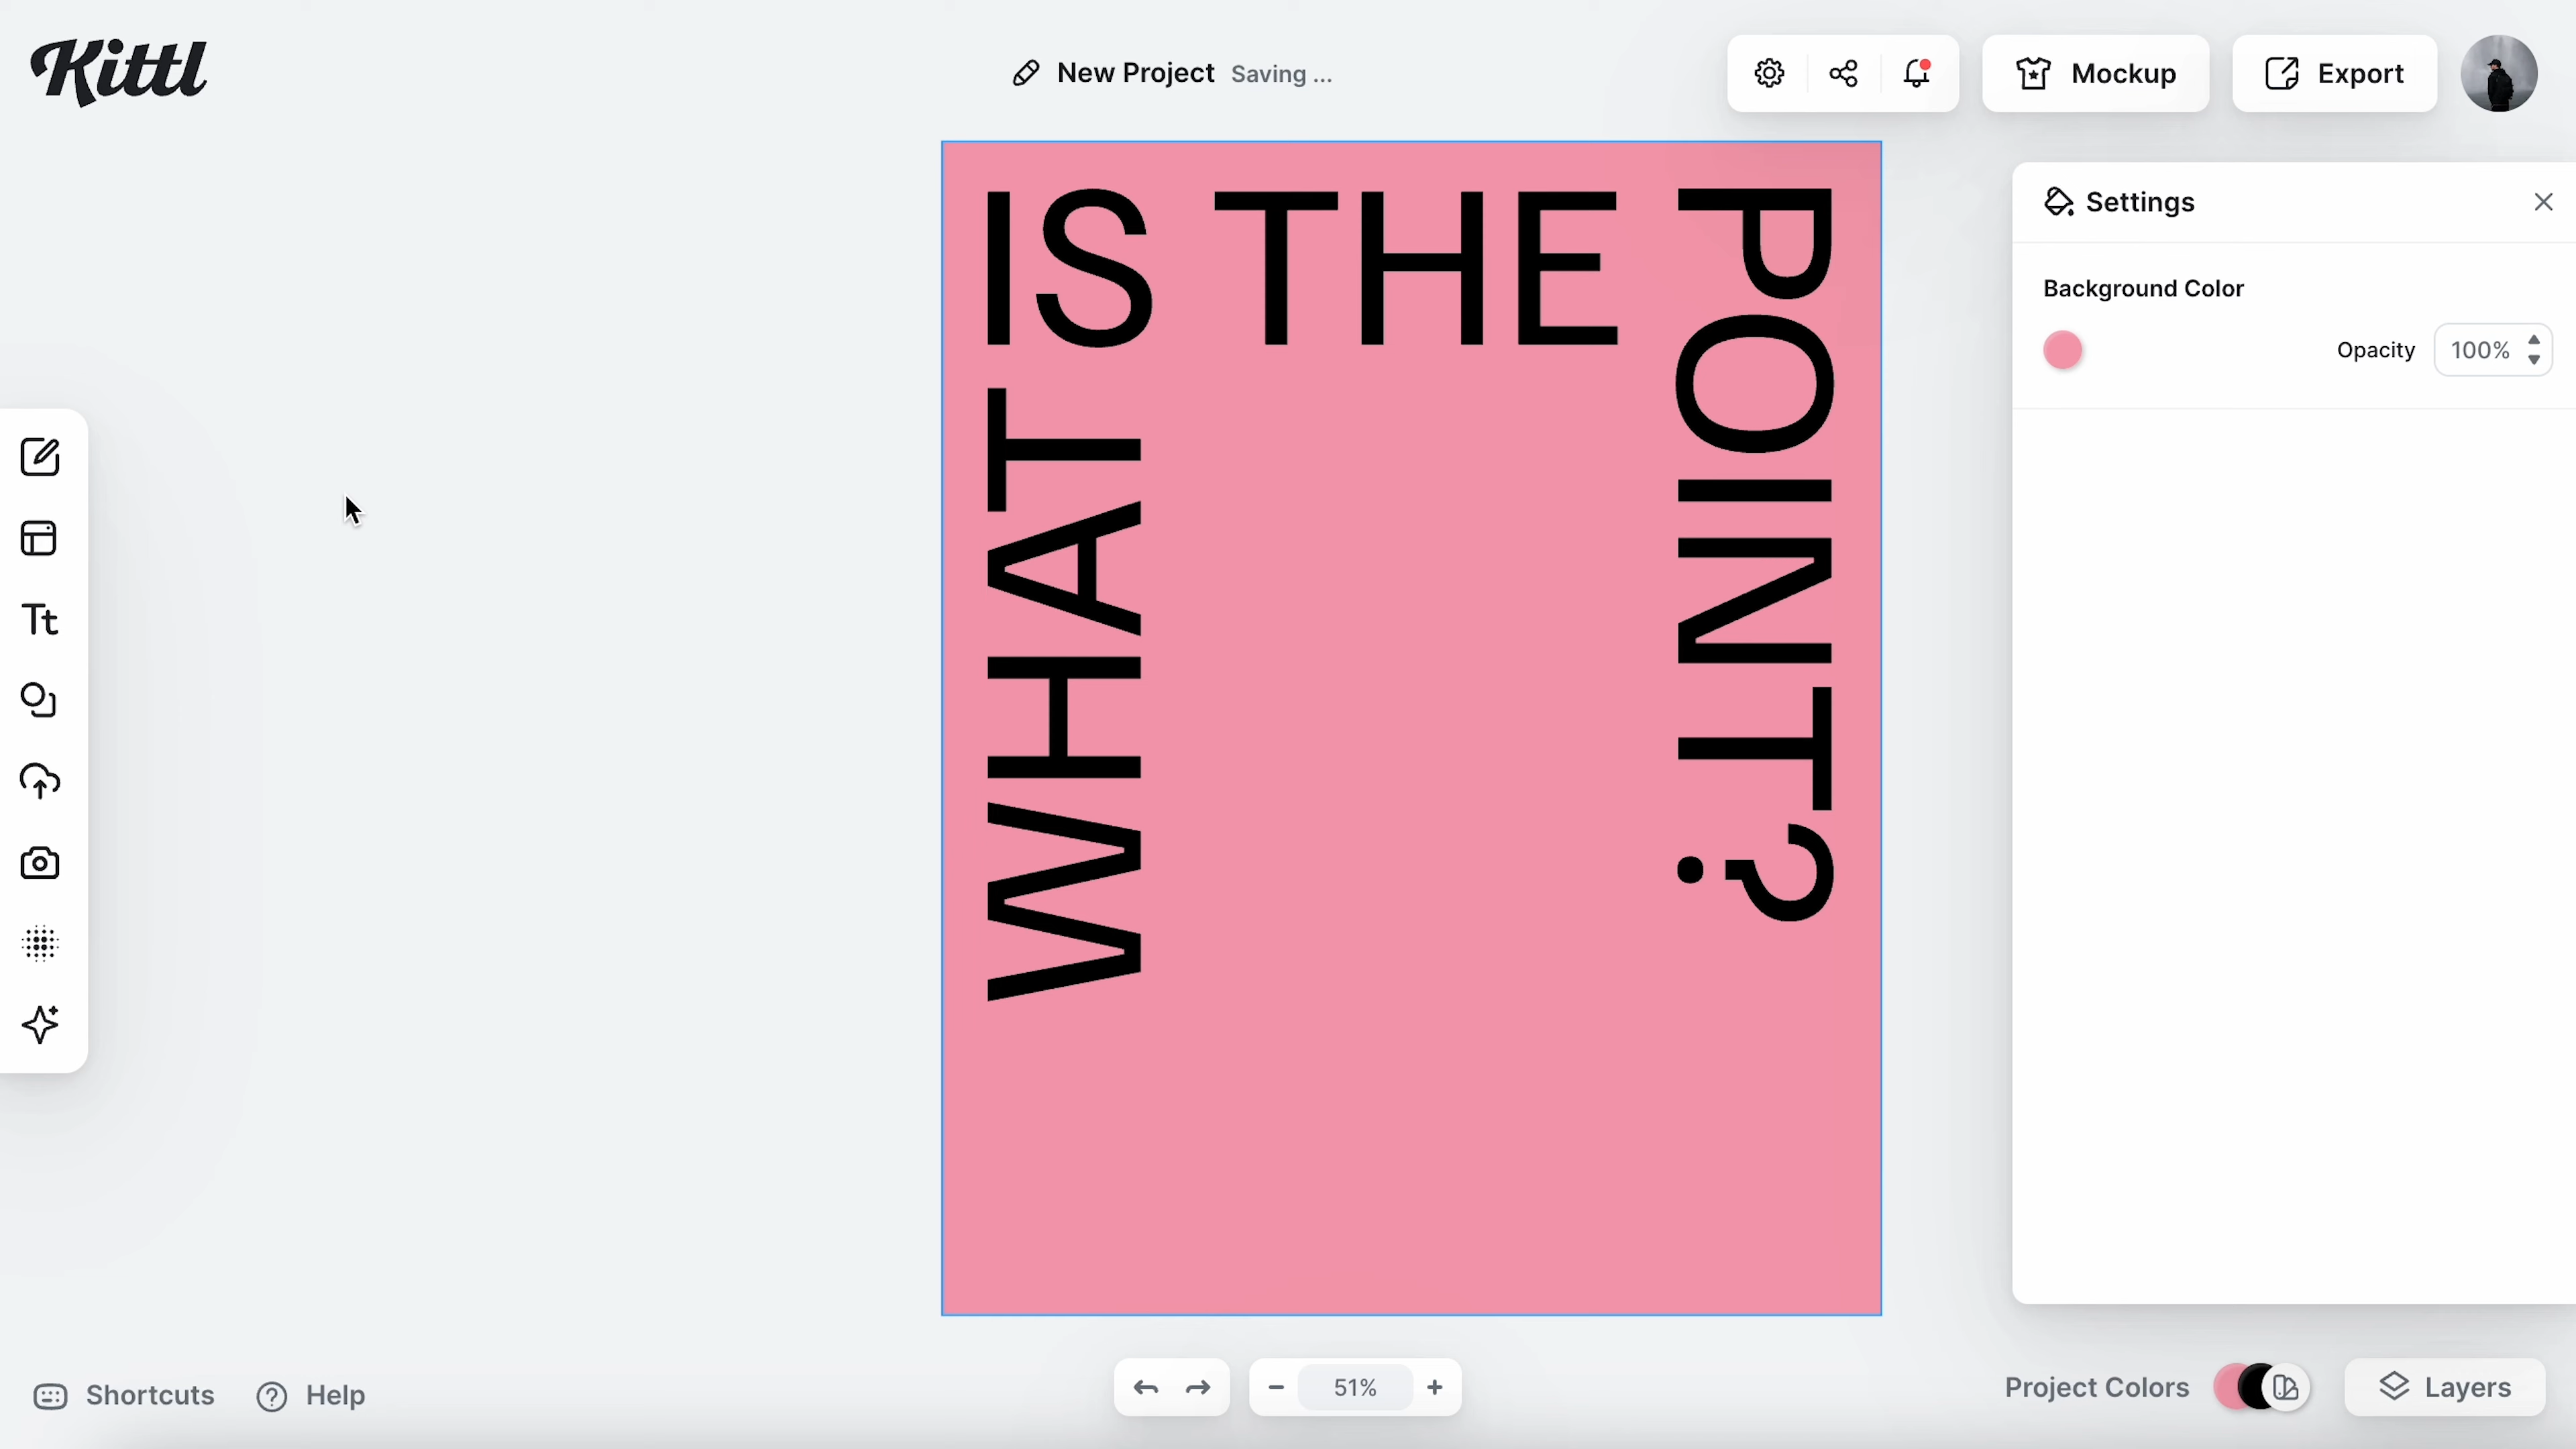 Kittl
New Project Saving ...
Mockup
Export
WHAT
IS THE
POINT?
Settings
Background Color
Opacity 100%
Tt
Shortcuts
Help
51%
Project Colors
Layers